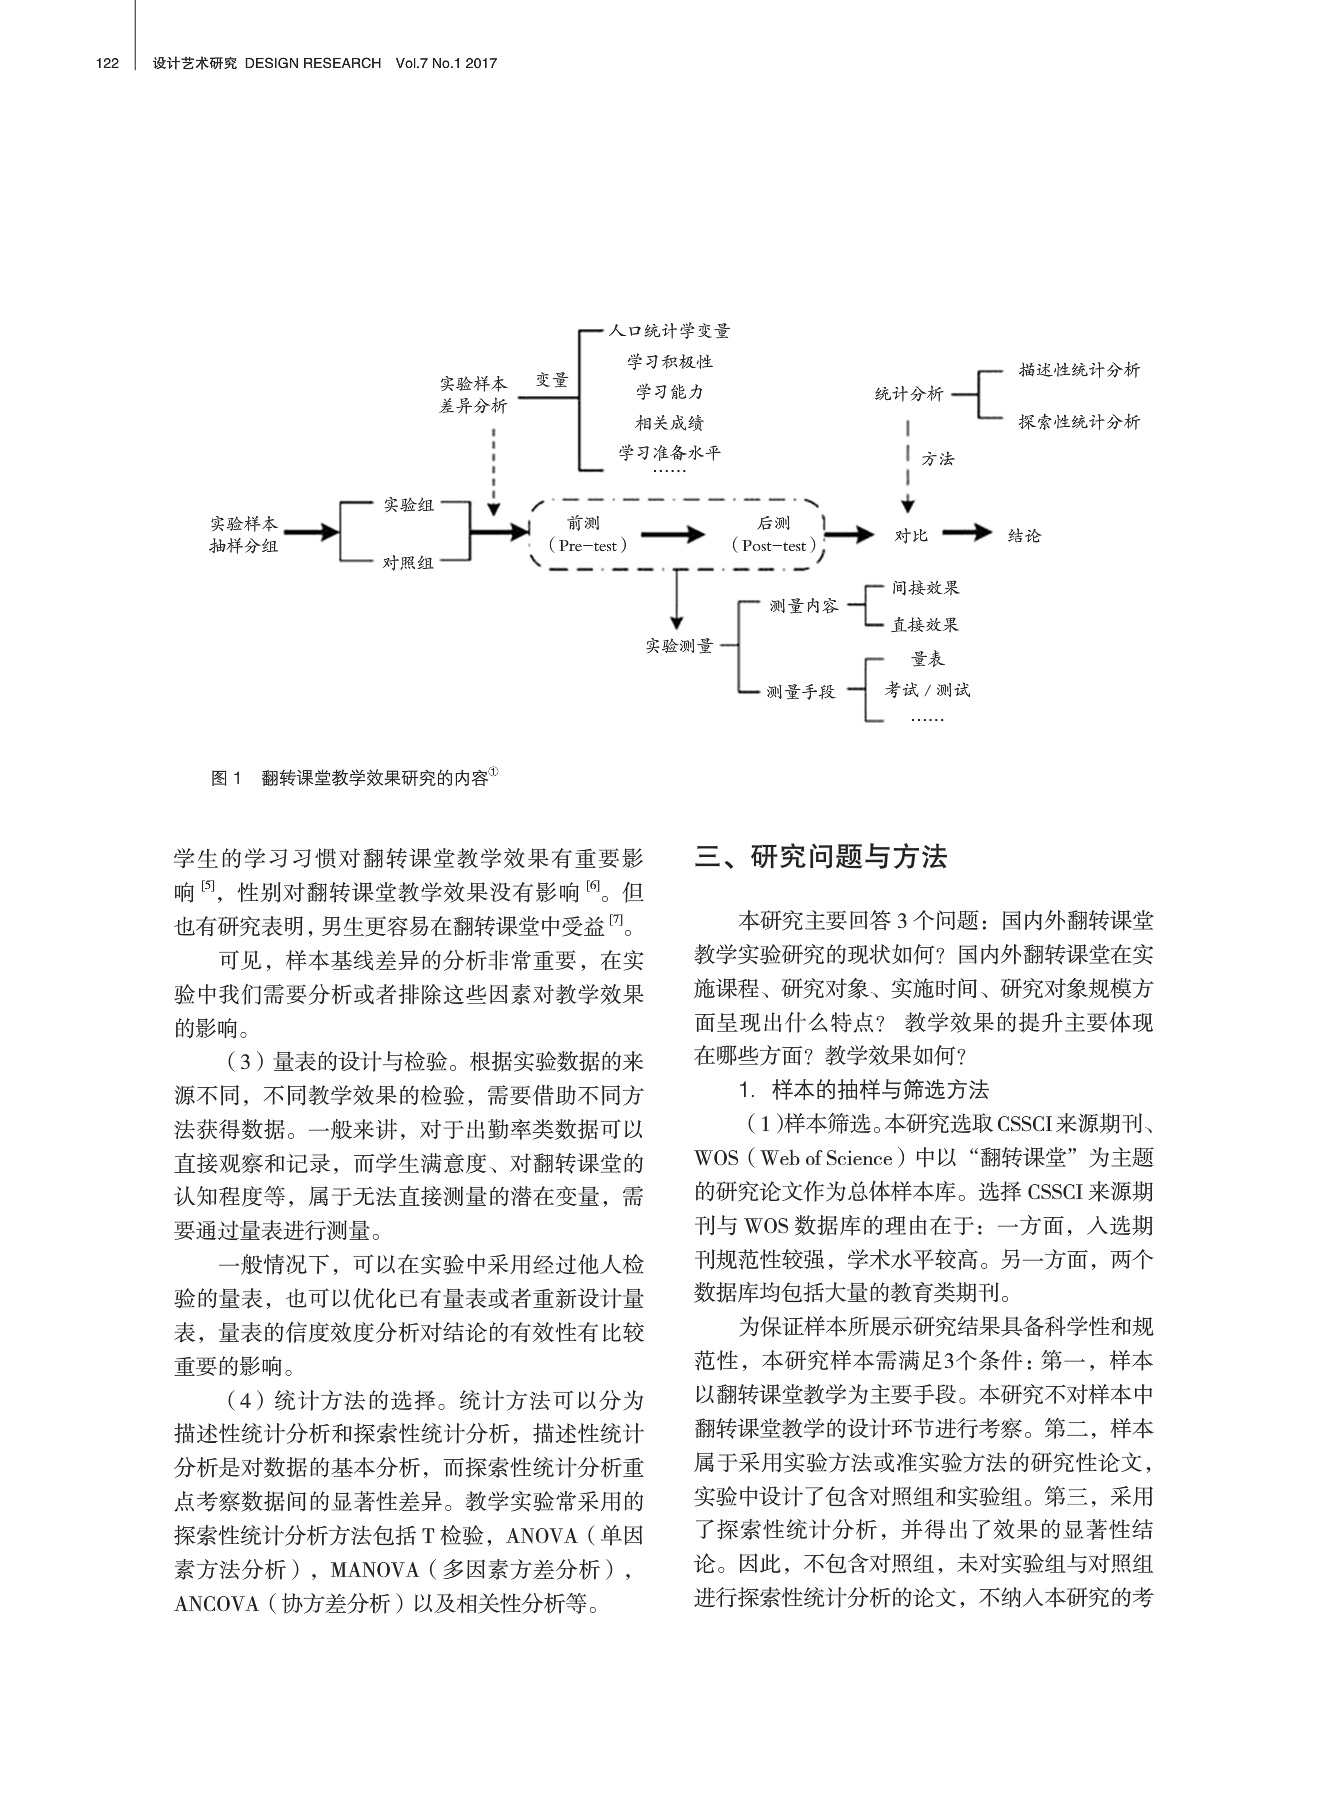 122 设计艺术研究 DESIGN RESEARCH Vol.7 No.1 2017
人口统计学变量
学习积极性
学习能力
相关成绩
学习准备水平
……
实验样本
差异分析
变量
描述性统计分析
统计分析
探索性统计分析
方法
实验组
实验样本
抽样分组
对照组
前测
（Pre-test）
后测
（Post-test）
对比
结论
间接效果
测量内容
直接效果
实验测量
量表
测量手段
考试 / 测试
……
图 1 翻转课堂教学效果研究的内容①
学生的学习习惯对翻转课堂教学效果有重要影
响[5]，性别对翻转课堂教学效果没有影响[6]。但
也有研究表明，男生更容易在翻转课堂中受益[7]。
可见，样本基线差异的分析非常重要，在实
验中我们需要分析或者排除这些因素对教学效果
的影响。
（3）量表的设计与检验。根据实验数据的来
源不同，不同教学效果的检验，需要借助不同方
法获得数据。一般来讲，对于出勤率类数据可以
直接观察和记录，而学生满意度、对翻转课堂的
认知程度等，属于无法直接测量的潜在变量，需
要通过量表进行测量。
一般情况下，可以在实验中采用经过他人检
验的量表，也可以优化已有量表或者重新设计量
表，量表的信度效度分析对结论的有效性有比较
重要的影响。
（4）统计方法的选择。统计方法可以分为
描述性统计分析和探索性统计分析，描述性统计
分析是对数据的基本分析，而探索性统计分析重
点考察数据间的显著性差异。教学实验常采用的
探索性统计分析方法包括 T 检验，ANOVA（单因
素方法分析），MANOVA（多因素方差分析），
ANCOVA（协方差分析）以及相关性分析等。
三、研究问题与方法
本研究主要回答 3 个问题：国内外翻转课堂
教学实验研究的现状如何？国内外翻转课堂在实
施课程、研究对象、实施时间、研究对象规模方
面呈现出什么特点？ 教学效果的提升主要体现
在哪些方面？教学效果如何？
1. 样本的抽样与筛选方法
（1）样本筛选。本研究选取 CSSCI 来源期刊、
WOS（Web of Science）中以“翻转课堂”为主题
的研究论文作为总体样本库。选择 CSSCI 来源期
刊与 WOS 数据库的理由在于：一方面，入选期
刊规范性较强，学术水平较高。另一方面，两个
数据库均包括大量的教育类期刊。
为保证样本所展示研究结果具备科学性和规
范性，本研究样本需满足3个条件：第一，样本
以翻转课堂教学为主要手段。本研究不对样本中
翻转课堂教学的设计环节进行考察。第二，样本
属于采用实验方法或准实验方法的研究性论文，
实验中设计了包含对照组和实验组。第三，采用
了探索性统计分析，并得出了效果的显著性结
论。因此，不包含对照组，未对实验组与对照组
进行探索性统计分析的论文，不纳入本研究的考